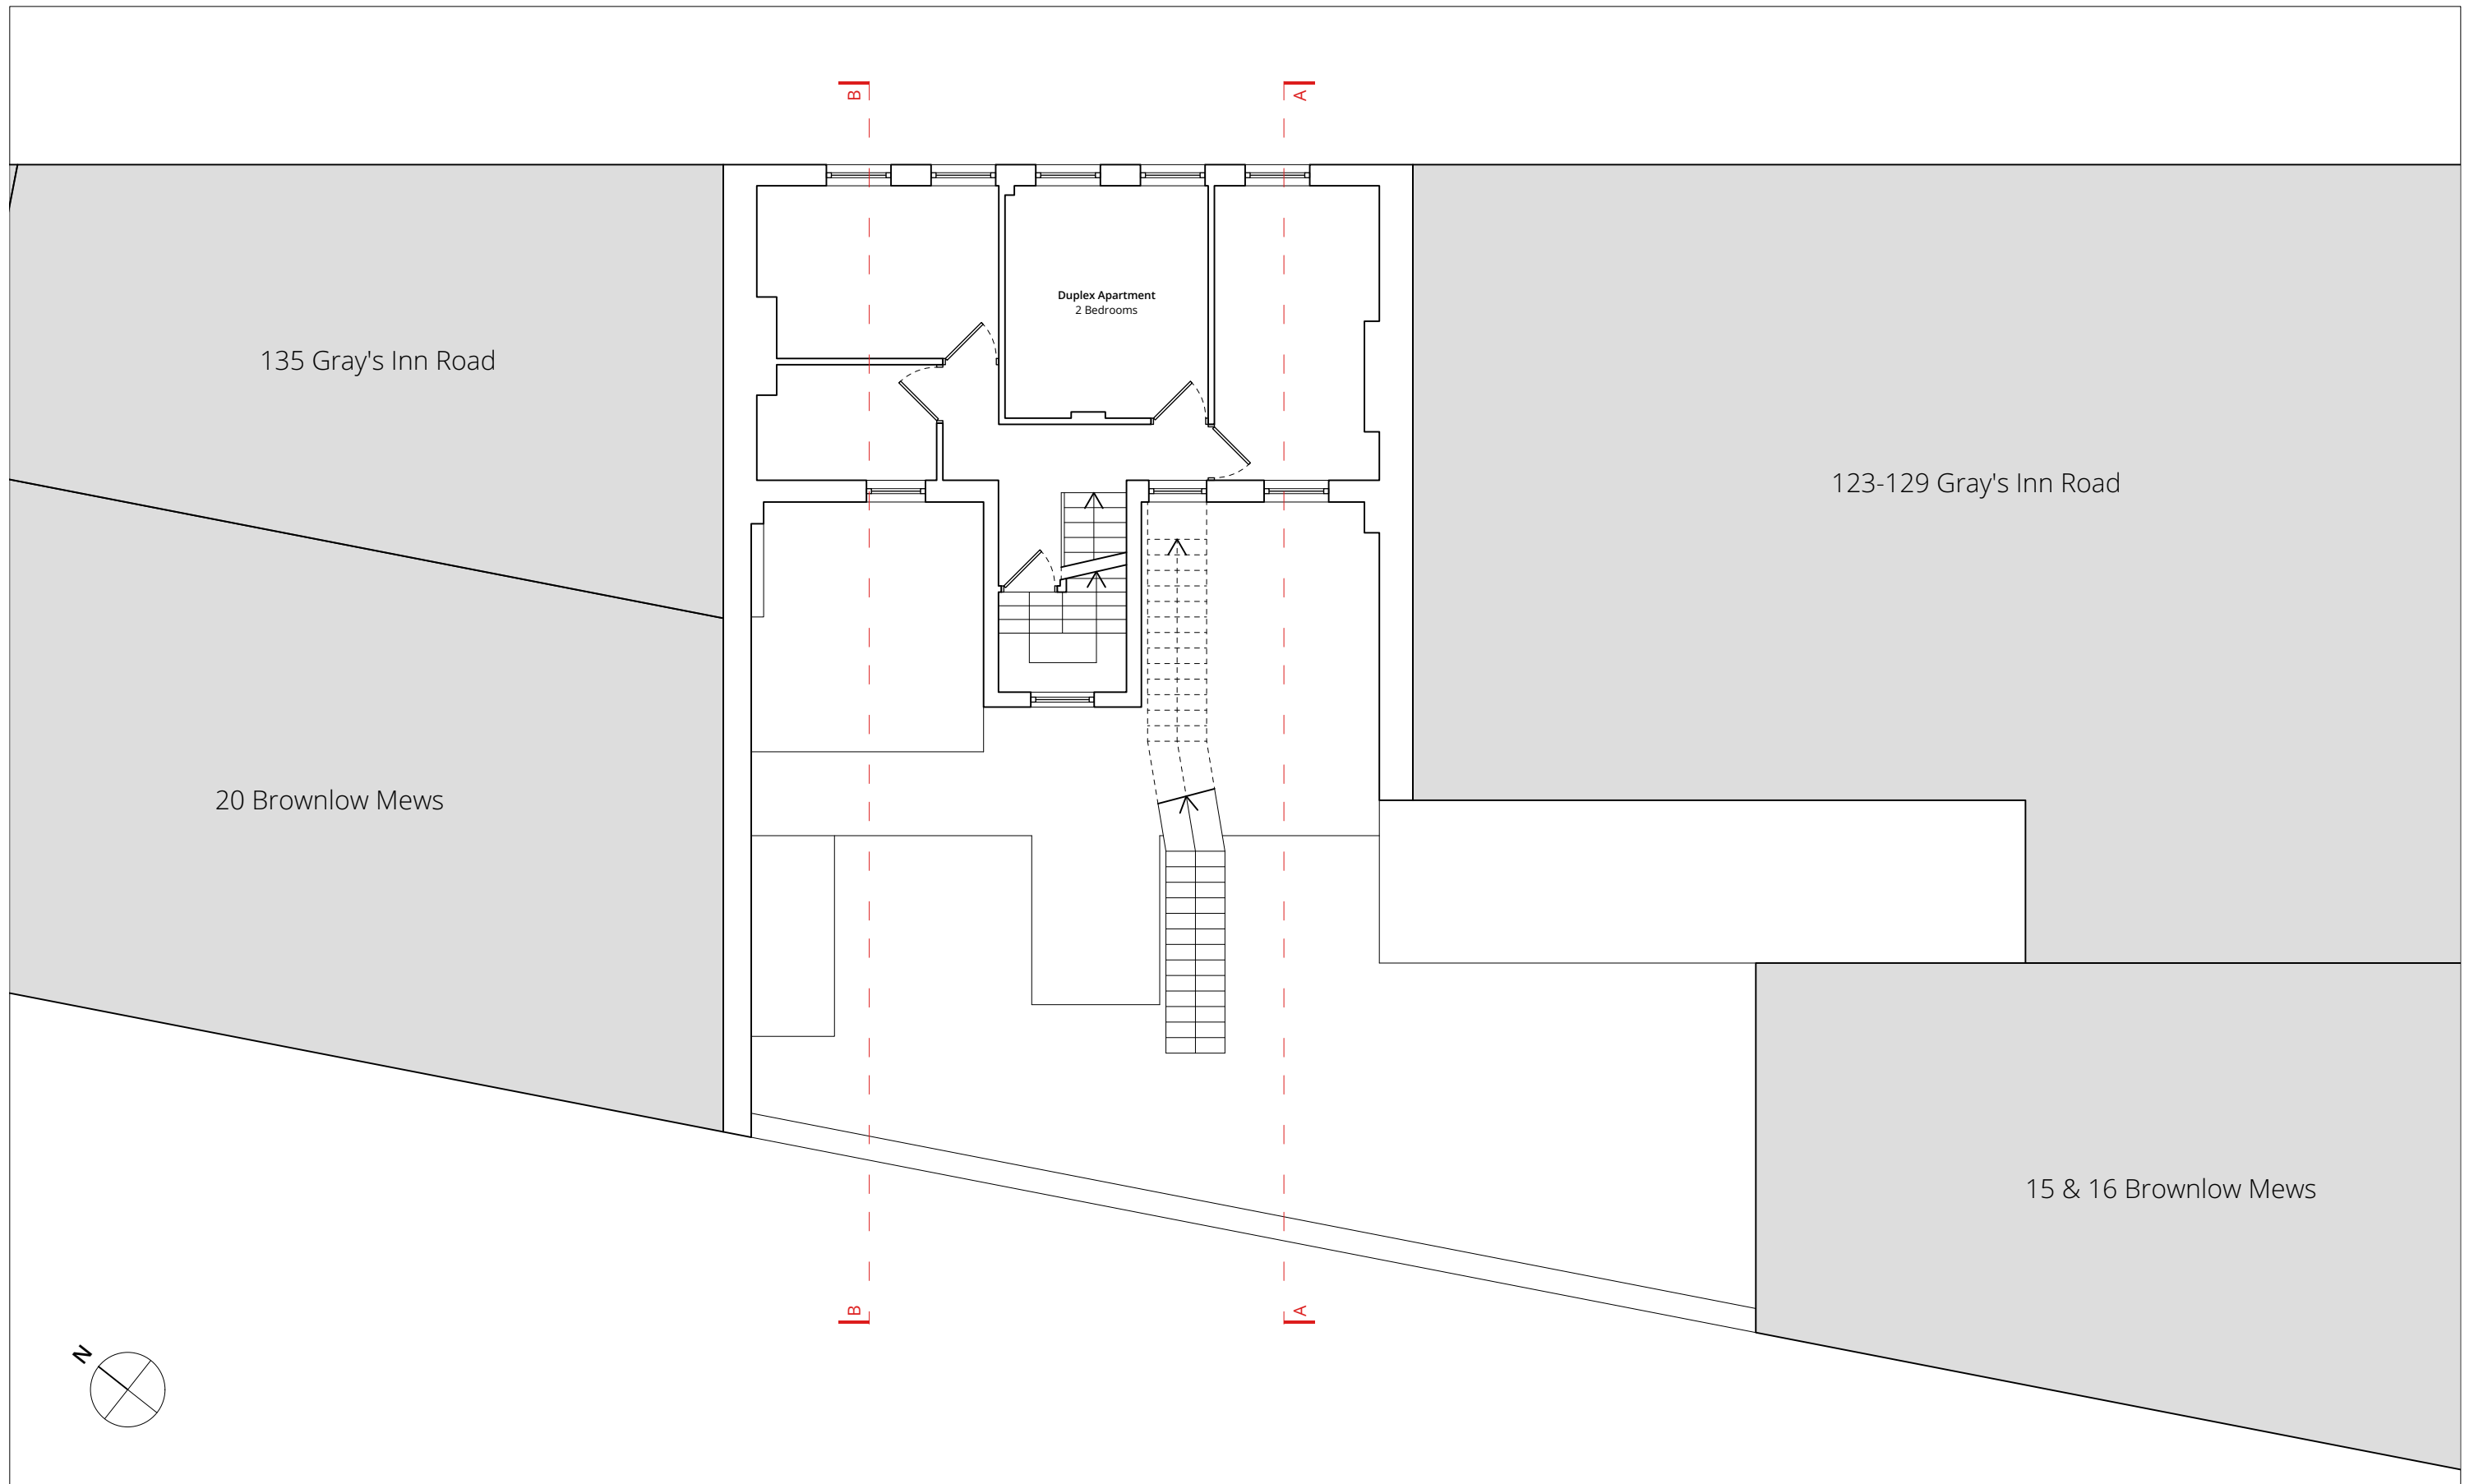 B
A
Duplex Apartment
2 Bedrooms
135 Gray's Inn Road
123-129 Gray's Inn Road
20 Brownlow Mews
15 & 16 Brownlow Mews
B
A
N